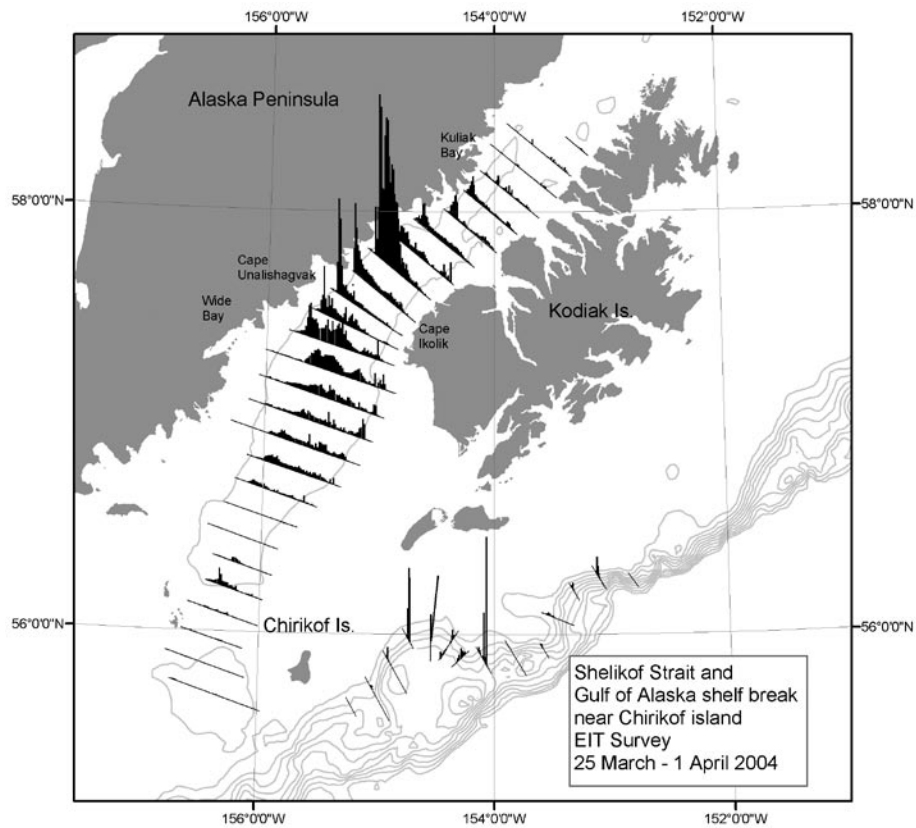 156°0'0"W 154°0'0"W 152°0'0"W
Alaska Peninsula
Kuliak
Bay
58°0'0"N 58°0'0"N
Cape
Unalishagvak
Wide
Bay
Kodiak Is.
Cape
Ikolik
56°0'0"N Chirikof Is. 56°0'0"N
Shelikof Strait and
Gulf of Alaska shelf break
near Chirikof island
EIT Survey
25 March - 1 April 2004
156°0'0"W 154°0'0"W 152°0'0"W